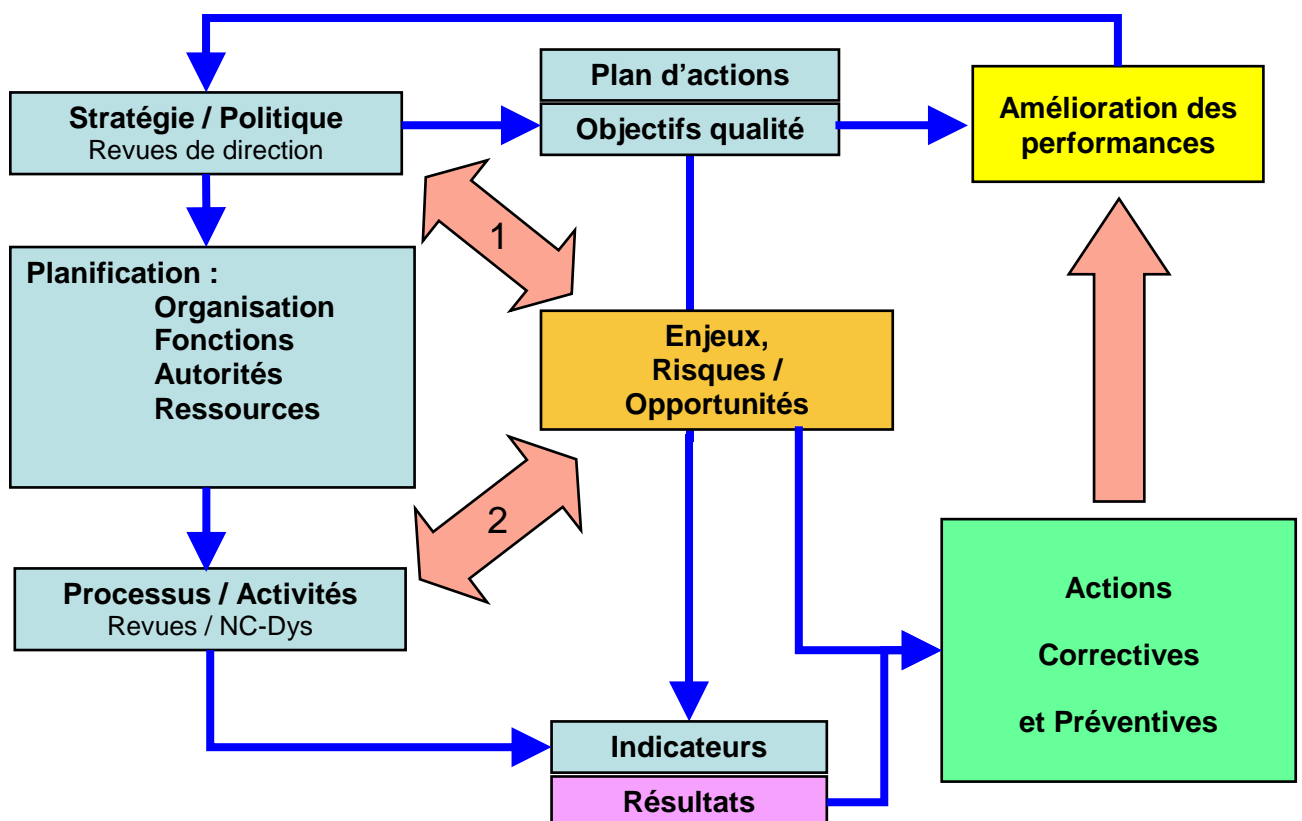 Plan d’actions
Objectifs qualité
Stratégie / Politique
Revues de direction
Amélioration des
performances
1
Planification :
Organisation
Fonctions
Autorités
Ressources
Enjeux,
Risques /
Opportunités
2
Processus / Activités
Revues / NC-Dys
Actions
Correctives
et Préventives
Indicateurs
Résultats